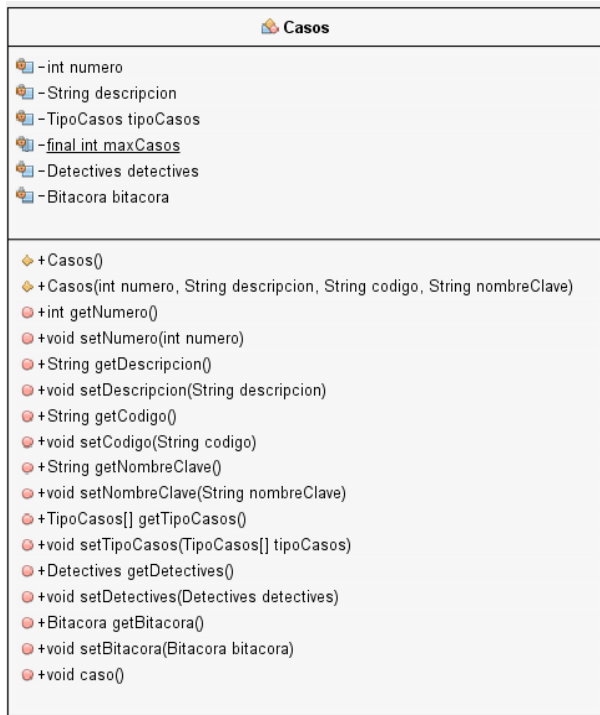 Casos
-int numero
-String descripcion
-TipoCasos tipoCasos
-final int maxCasos
-Detectives detectives
-Bitacora bitacora
+Casos()
+Casos(int numero, String descripcion, String codigo, String nombreClave)
+int getNumero()
+void setNumero(int numero)
+String getDescripcion()
+void setDescripcion(String descripcion)
+String getCodigo()
+void setCodigo(String codigo)
+String getNombreClave()
+void setNombreClave(String nombreClave)
+TipoCasos[] getTipoCasos()
+void setTipoCasos(TipoCasos[] tipoCasos)
+Detectives getDetectives()
+void setDetectives(Detectives detectives)
+Bitacora getBitacora()
+void setBitacora(Bitacora bitacora)
+void caso()